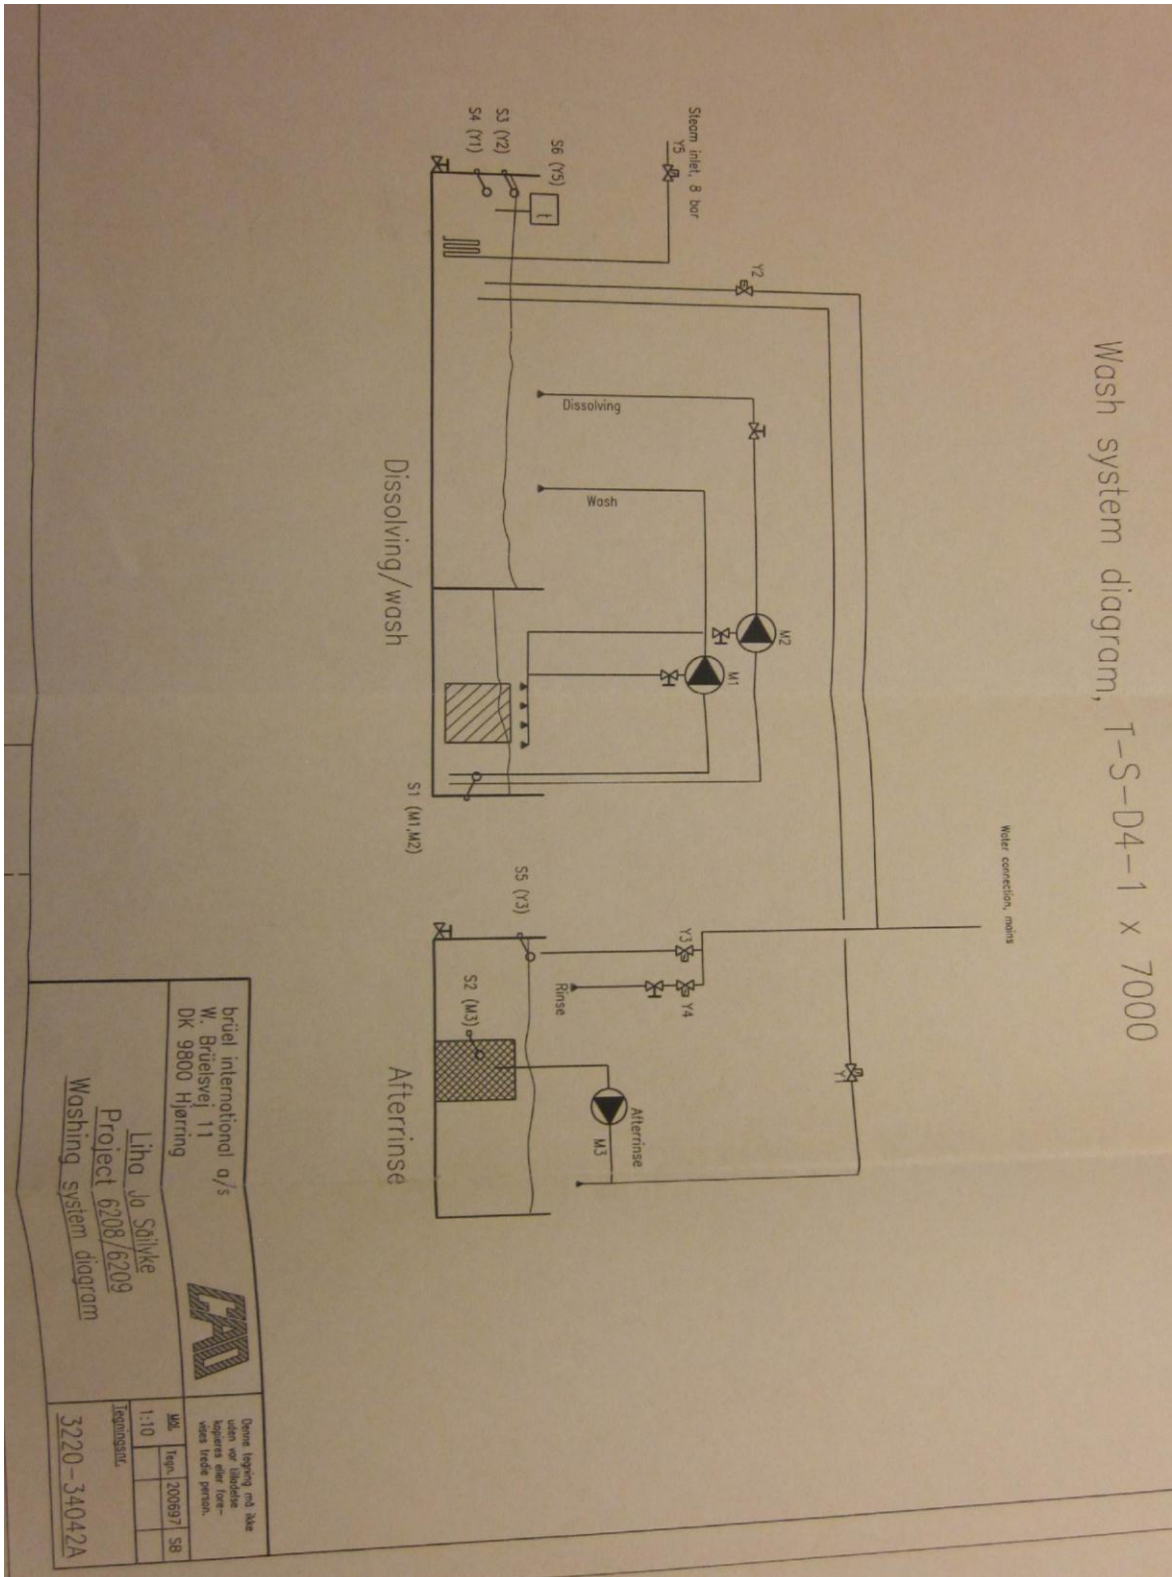 Wash system diagram, T-S-D4-1 x 7000
Water connection, mains
Steam inlet, 8 bar
Y5
Y2
S6 (Y5)
S3 (Y2)
S4 (Y1)
t
Dissolving
Wash
M2
M1
S1 (M1,M2)
Dissolving/wash
Y3
Y4
Y1
Rinse
S5 (Y3)
S2 (M3)
Afterrinse
M3
Afterrinse
brüel international a/s
W. Brüelsvej 11
DK 9800 Hjørring
CAD
Liha Ja Säilyke
Project 6208/6209
Washing system diagram
Denne tegning må ikke
uden vor tilladelse
kopieres eller fore-
vises tredie person.
Mål Tegn. 200697 SB
1:10
Tegningsnr.
3220-34042A